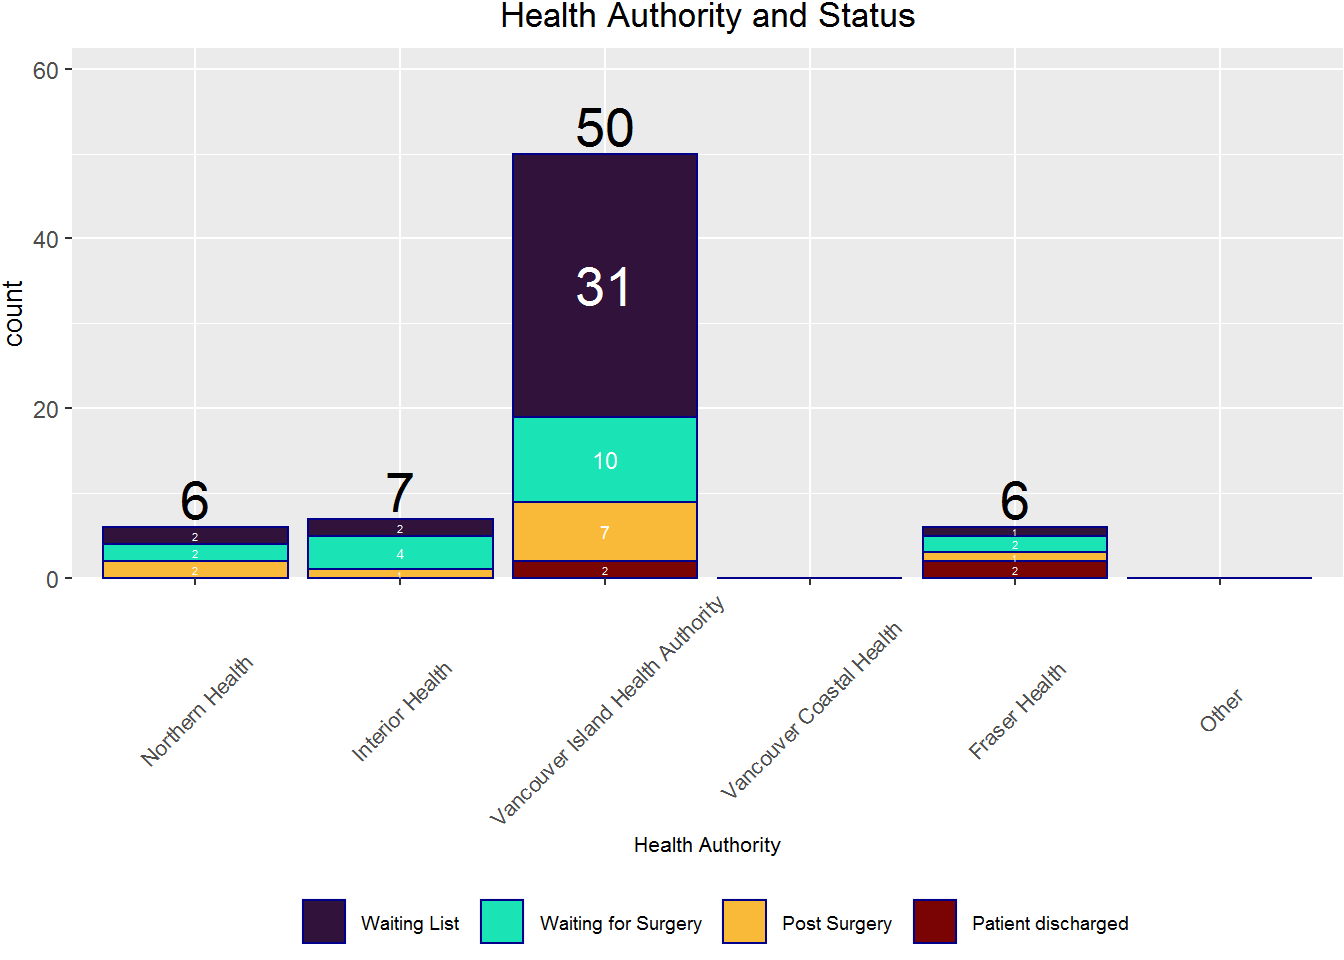 Health Authority and Status
count
60
40
20
0
6
2
2
2
7
2
4
1
50
31
10
7
2
6
1
2
1
2
Northern Health
Interior Health
Vancouver Island Health Authority
Vancouver Coastal Health
Fraser Health
Other
Health Authority
Waiting List
Waiting for Surgery
Post Surgery
Patient discharged